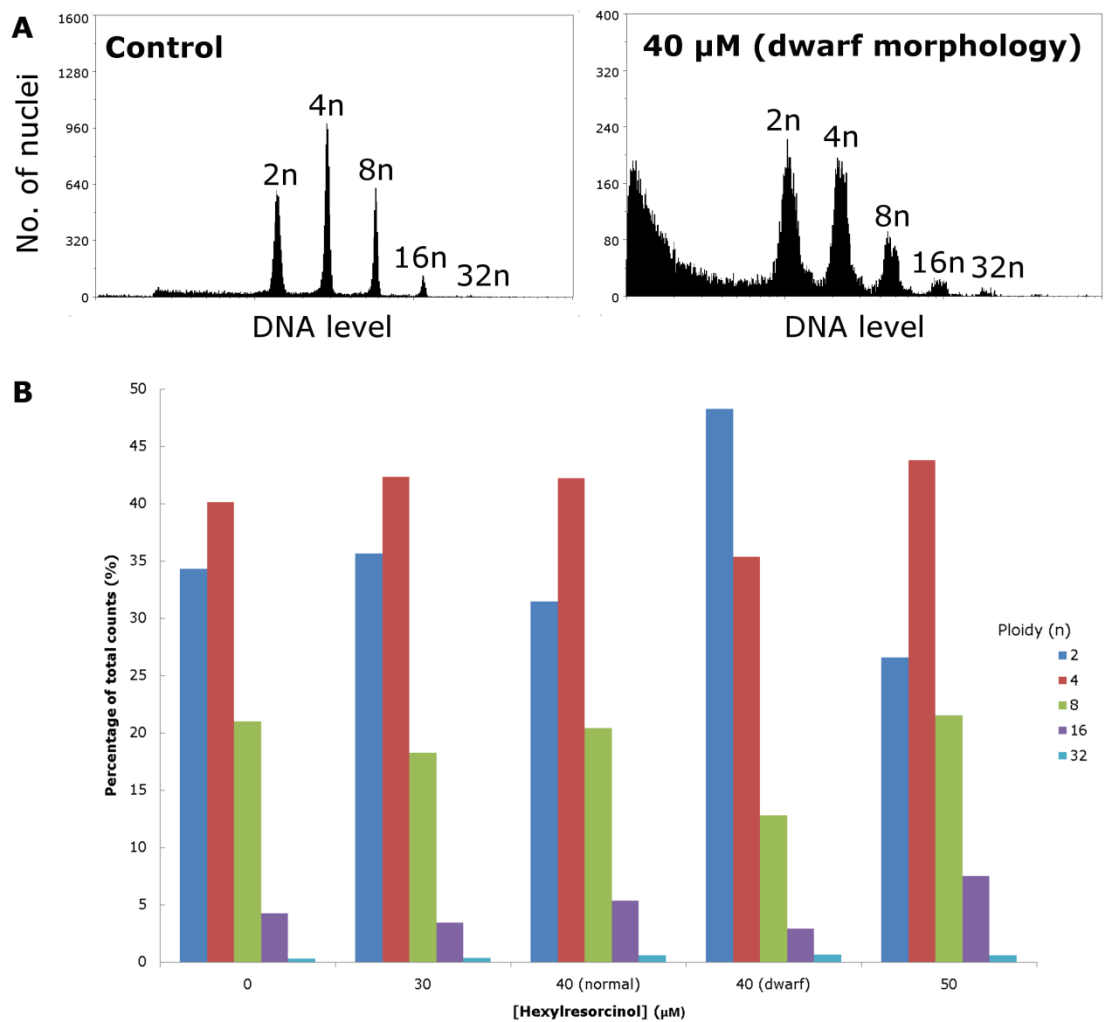 A
Control
No. of nuclei
1600
1280
960
640
320
0
2n
4n
8n
16n
32n
DNA level
40 µM (dwarf morphology)
400
320
240
160
80
0
2n
4n
8n
16n
32n
DNA level
B
Percentage of total counts (%)
50
45
40
35
30
25
20
15
10
5
0
0
30
40 (normal)
40 (dwarf)
50
[Hexylresorcinol] (µM)
Ploidy (n)
2
4
8
16
32